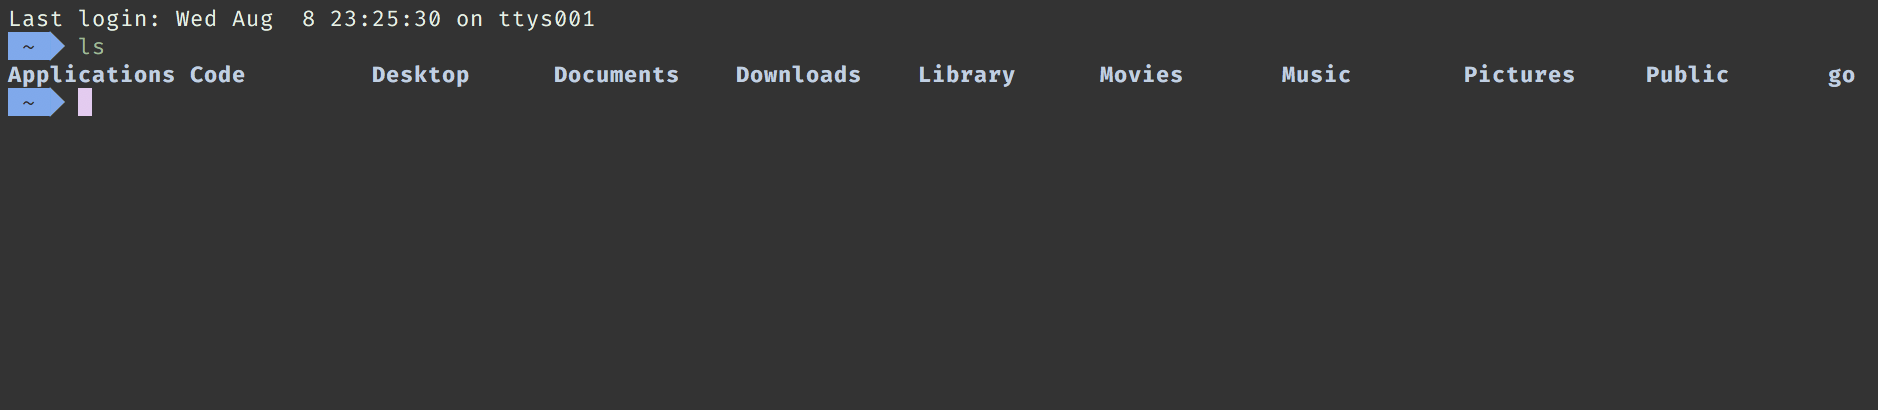 Last login: Wed Aug  8 23:25:30 on ttys001
~ ls
Applications Code         Desktop      Documents    Downloads    Library      Movies       Music        Pictures     Public       go
~